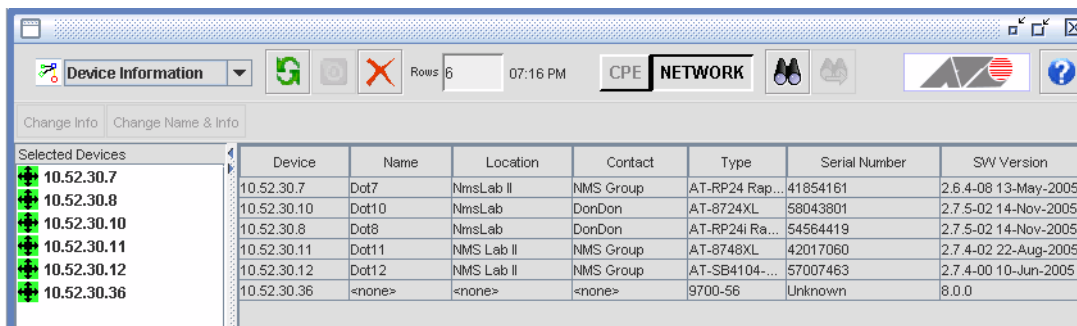 Device Information Rows 6 07:16 PM CPE NETWORK
Change Info Change Name & Info
Selected Devices
10.52.30.7
10.52.30.8
10.52.30.10
10.52.30.11
10.52.30.12
10.52.30.36
Device Name Location Contact Type Serial Number SW Version
10.52.30.7 Dot7 NmsLab II NMS Group AT-RP24 Rap... 41854161 2.6.4-08 13-May-2005
10.52.30.10 Dot10 NmsLab DonDon AT-8724XL 58043801 2.7.5-02 14-Nov-2005
10.52.30.8 Dot8 NmsLab DonDon AT-RP24i Ra... 54564419 2.7.5-02 14-Nov-2005
10.52.30.11 Dot11 NMS Lab II NMS Group AT-8748XL 42017060 2.7.4-02 22-Aug-2005
10.52.30.12 Dot12 NMS Lab II NMS Group AT-SB4104-... 57007463 2.7.4-00 10-Jun-2005
10.52.30.36 <none> <none> <none> 9700-56 Unknown 8.0.0